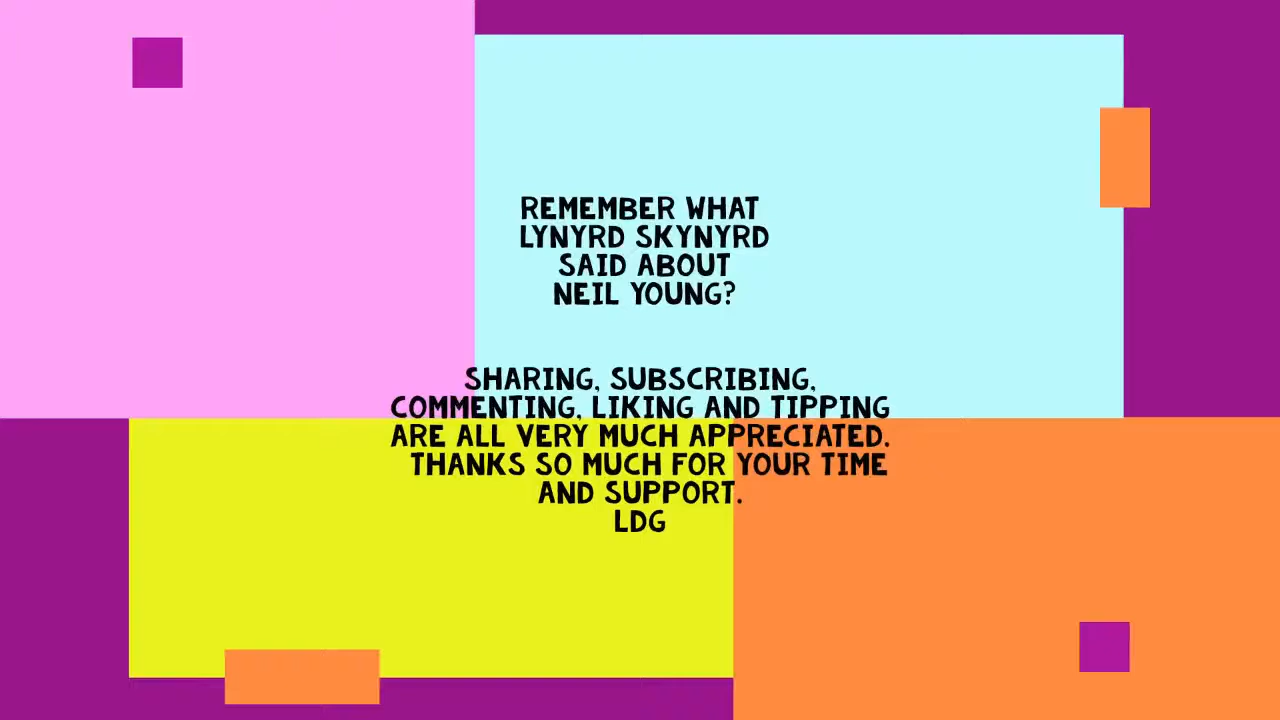 REMEMBER WHAT
LYNYRD SKYNYRD
SAID ABOUT
NEIL YOUNG?
SHARING, SUBSCRIBING,
COMMENTING, LIKING AND TIPPING
ARE ALL VERY MUCH APPRECIATED.
THANKS SO MUCH FOR YOUR TIME
AND SUPPORT.
LDG